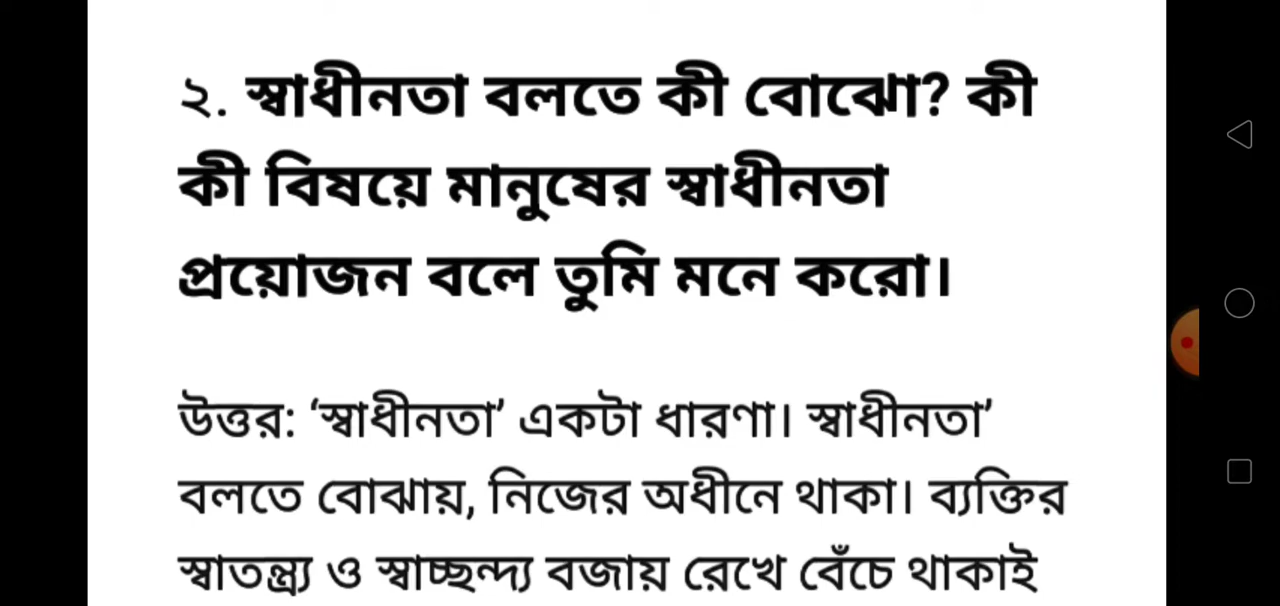 ২. স্বাধীনতা বলতে কী বোঝো? কী
কী বিষয়ে মানুষের স্বাধীনতা
প্রয়োজন বলে তুমি মনে করো।
উত্তর: ‘স্বাধীনতা’ একটা ধারণা। স্বাধীনতা’
বলতে বোঝায়, নিজের অধীনে থাকা। ব্যক্তির
স্বাতন্ত্র্য ও স্বাচ্ছন্দ্য বজায় রেখে বেঁচে থাকাই